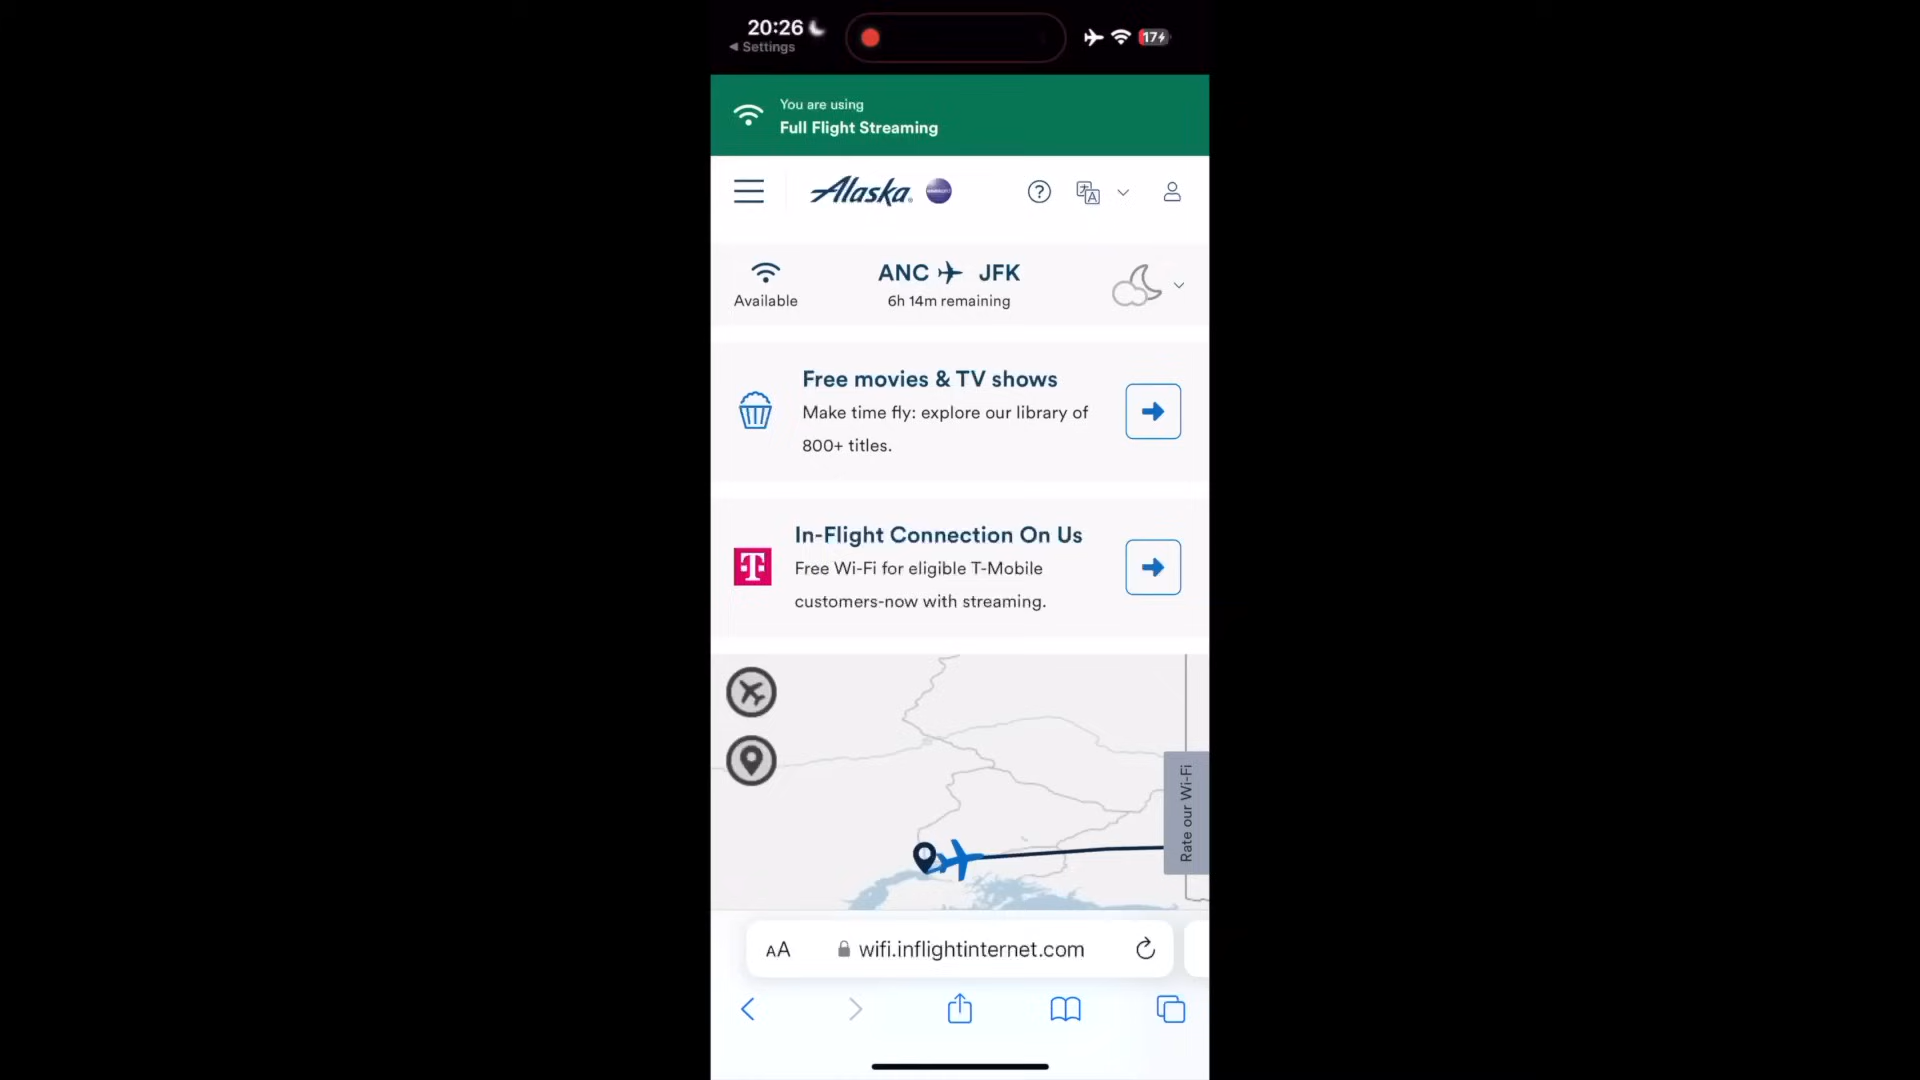 20:26
Settings
17
You are using
Full Flight Streaming
Alaska
Available
ANC JFK
6h 14m remaining
Free movies & TV shows
Make time fly: explore our library of
800+ titles.
T
In-Flight Connection On Us
Free Wi-Fi for eligible T-Mobile
customers-now with streaming.
Rate our Wi-Fi
AA
wifi.inflightinternet.com